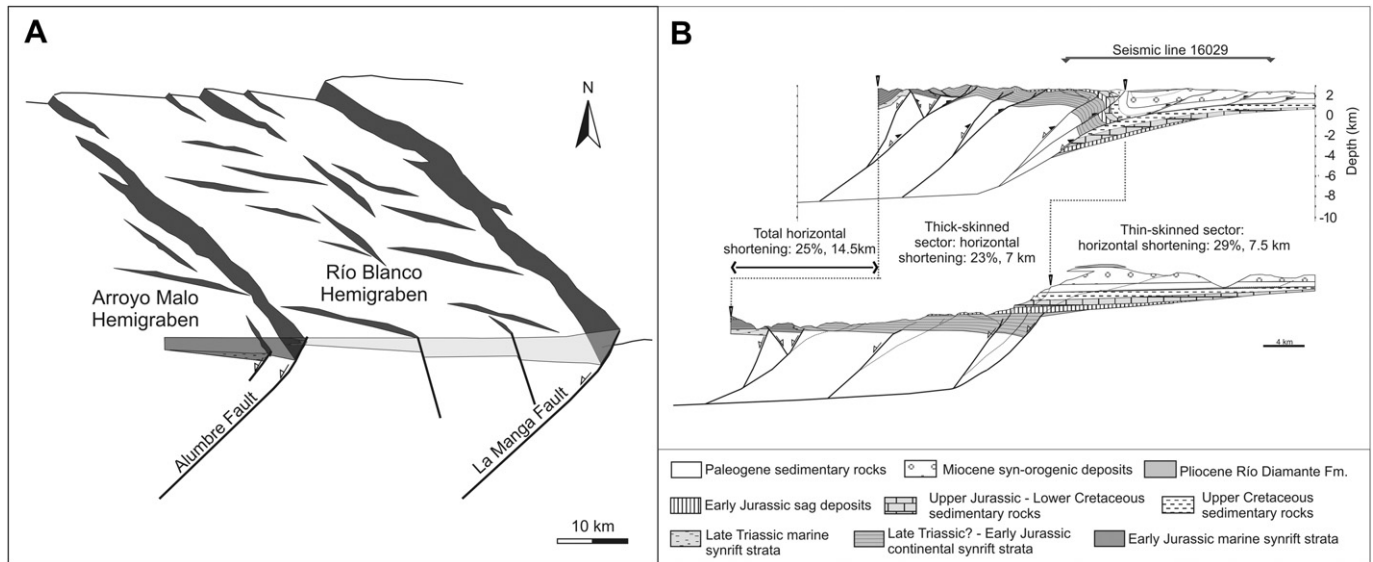 A
N
Arroyo Malo
Hemigraben
Río Blanco
Hemigraben
Alumbre Fault
La Manga Fault
10 km
B
Seismic line 16029
2
0
-2
-4
-6
-8
-10
Depth (km)
Total horizontal
shortening: 25%, 14.5km
Thick-skinned
sector: horizontal
shortening: 23%, 7 km
Thin-skinned sector:
horizontal shortening: 29%, 7.5 km
4 km
Paleogene sedimentary rocks
Miocene syn-orogenic deposits
Pliocene Río Diamante Fm.
Early Jurassic sag deposits
Upper Jurassic - Lower Cretaceous
sedimentary rocks
Upper Cretaceous
sedimentary rocks
Late Triassic marine
synrift strata
Late Triassic? - Early Jurassic
continental synrift strata
Early Jurassic marine synrift strata